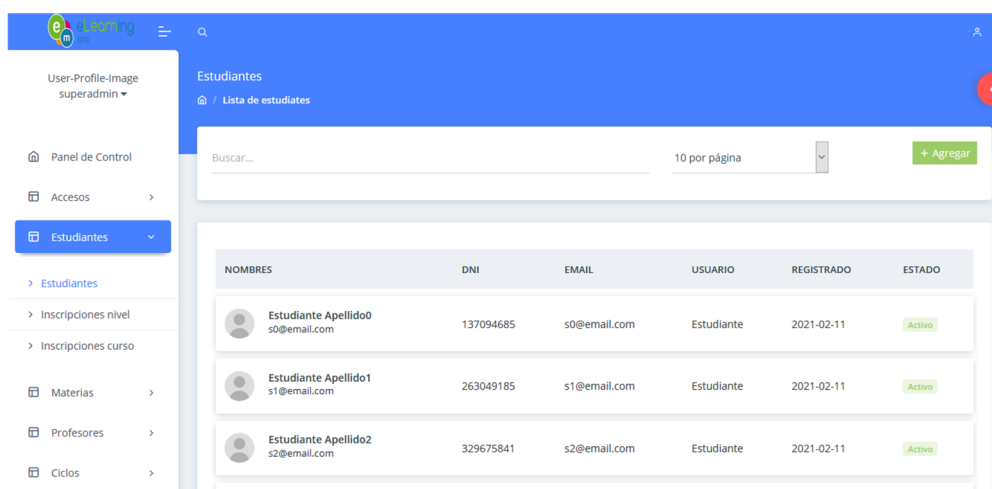 eLearning
User-Profile-Image
superadmin
Panel de Control
Accesos
Estudiantes
Estudiantes
Inscripciones nivel
Inscripciones curso
Materias
Profesores
Ciclos
Estudiantes
/ Lista de estudiates
Buscar...
10 por página
+ Agregar
NOMBRES DNI EMAIL USUARIO REGISTRADO ESTADO
Estudiante Apellido0
s0@email.com
137094685 s0@email.com Estudiante 2021-02-11 Activo
Estudiante Apellido1
s1@email.com
263049185 s1@email.com Estudiante 2021-02-11 Activo
Estudiante Apellido2
s2@email.com
329675841 s2@email.com Estudiante 2021-02-11 Activo